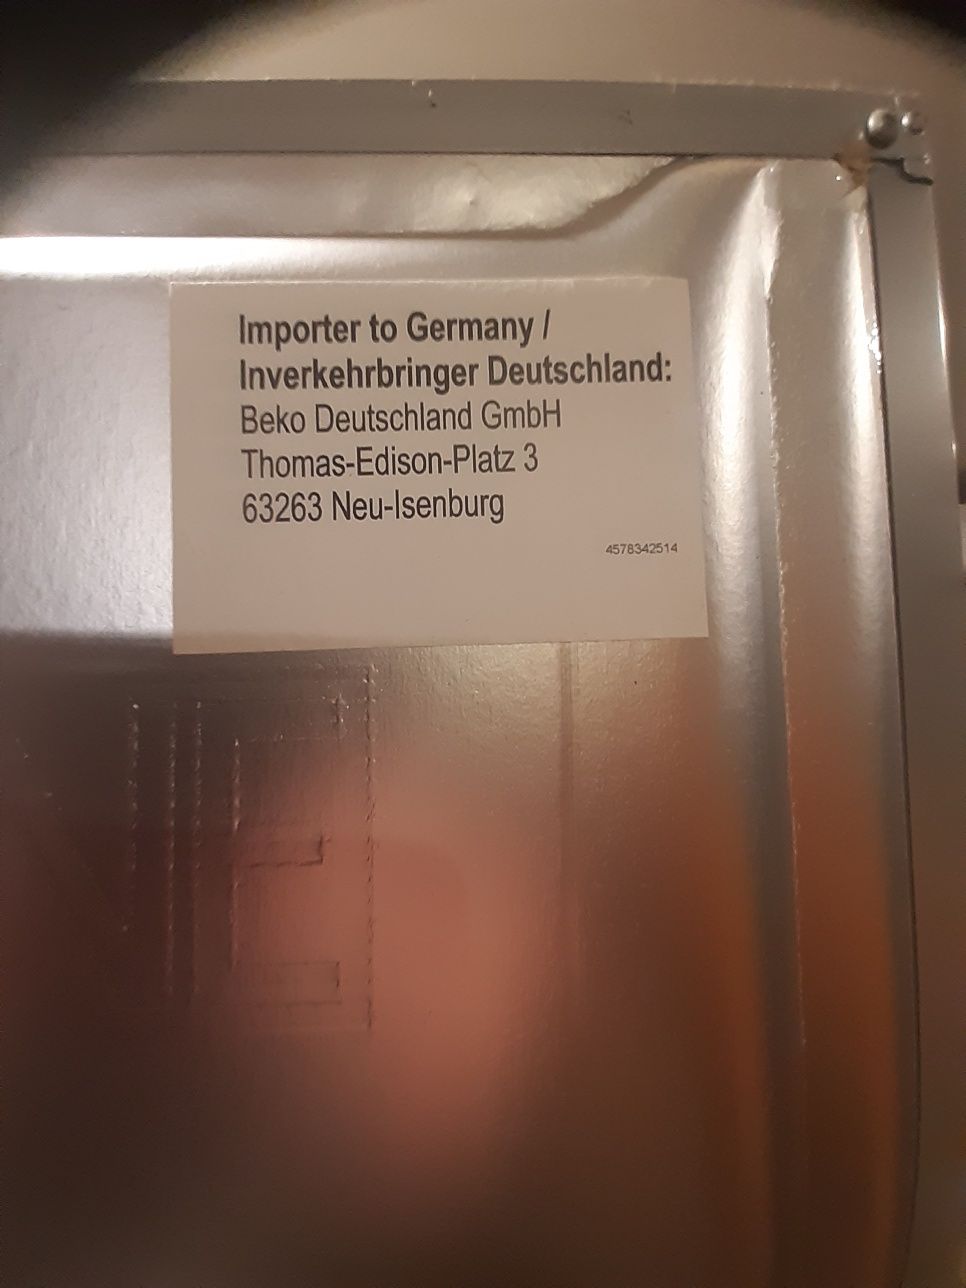 Importer to Germany /
Inverkehrbringer Deutschland:
Beko Deutschland GmbH
Thomas-Edison-Platz 3
63263 Neu-Isenburg
4578342514